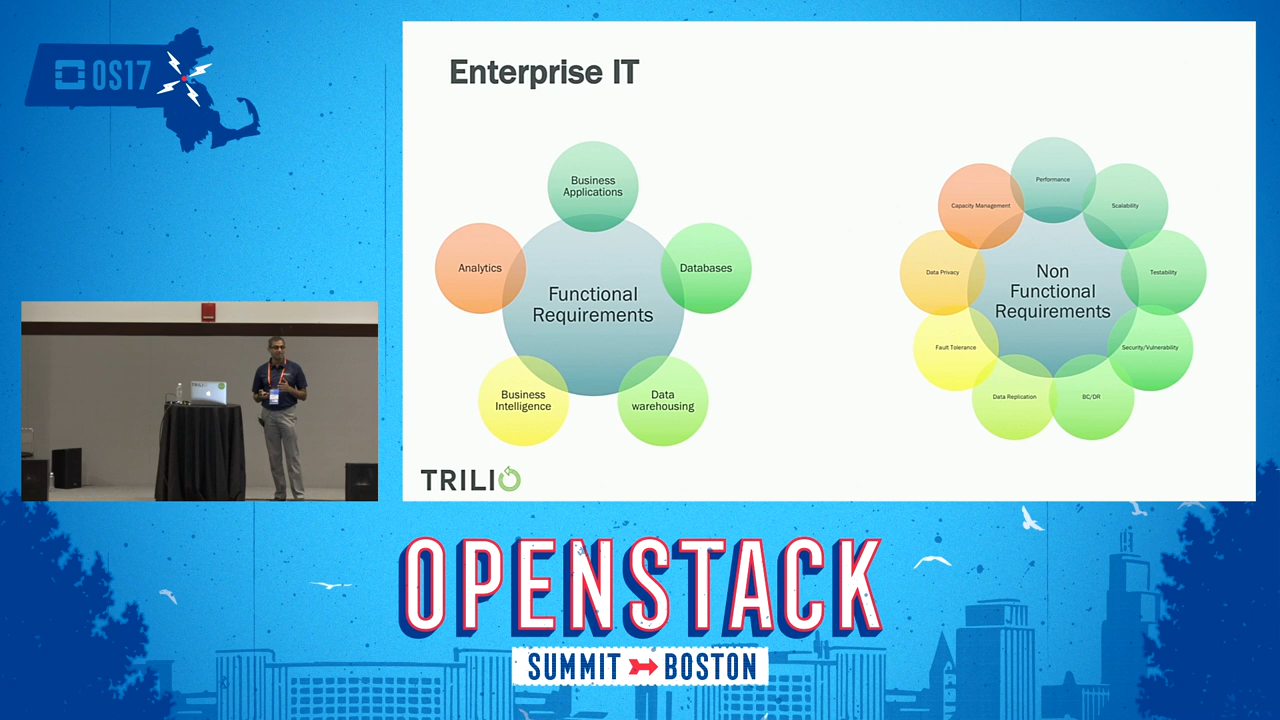 OS17
Enterprise IT
Business
Applications
Analytics
Databases
Functional
Requirements
Business
Intelligence
Data
warehousing
Performance
Capacity Management
Scalability
Data Privacy
Testability
Non
Functional
Requirements
Fault Tolerance
Security/Vulnerability
Data Replication
BC/DR
TRILIO
TRILIO
OPENSTACK
SUMMIT BOSTON